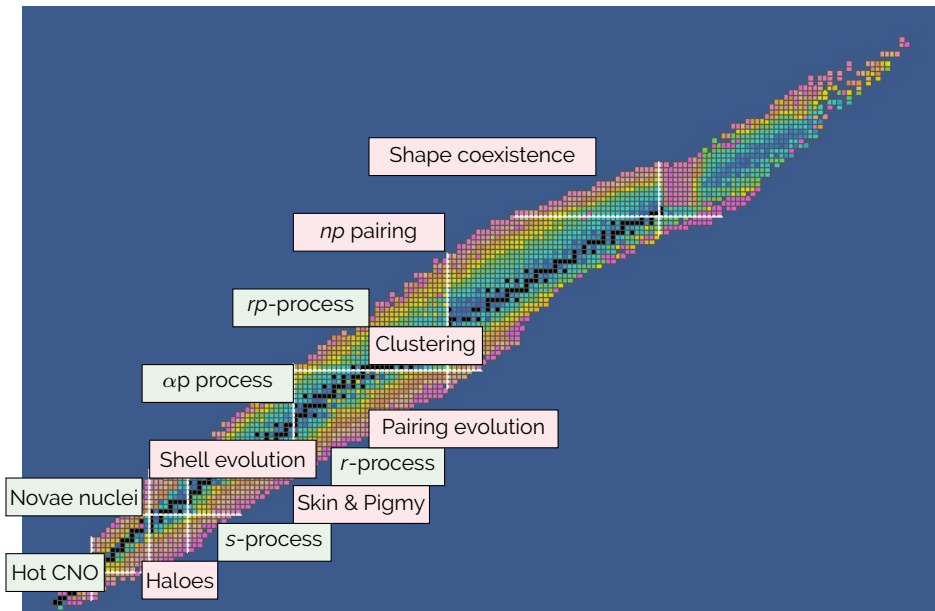 Shape coexistence
np pairing
rp-process
Clustering
αp process
Pairing evolution
Shell evolution
r-process
Novae nuclei
Skin & Pigmy
s-process
Hot CNO
Haloes